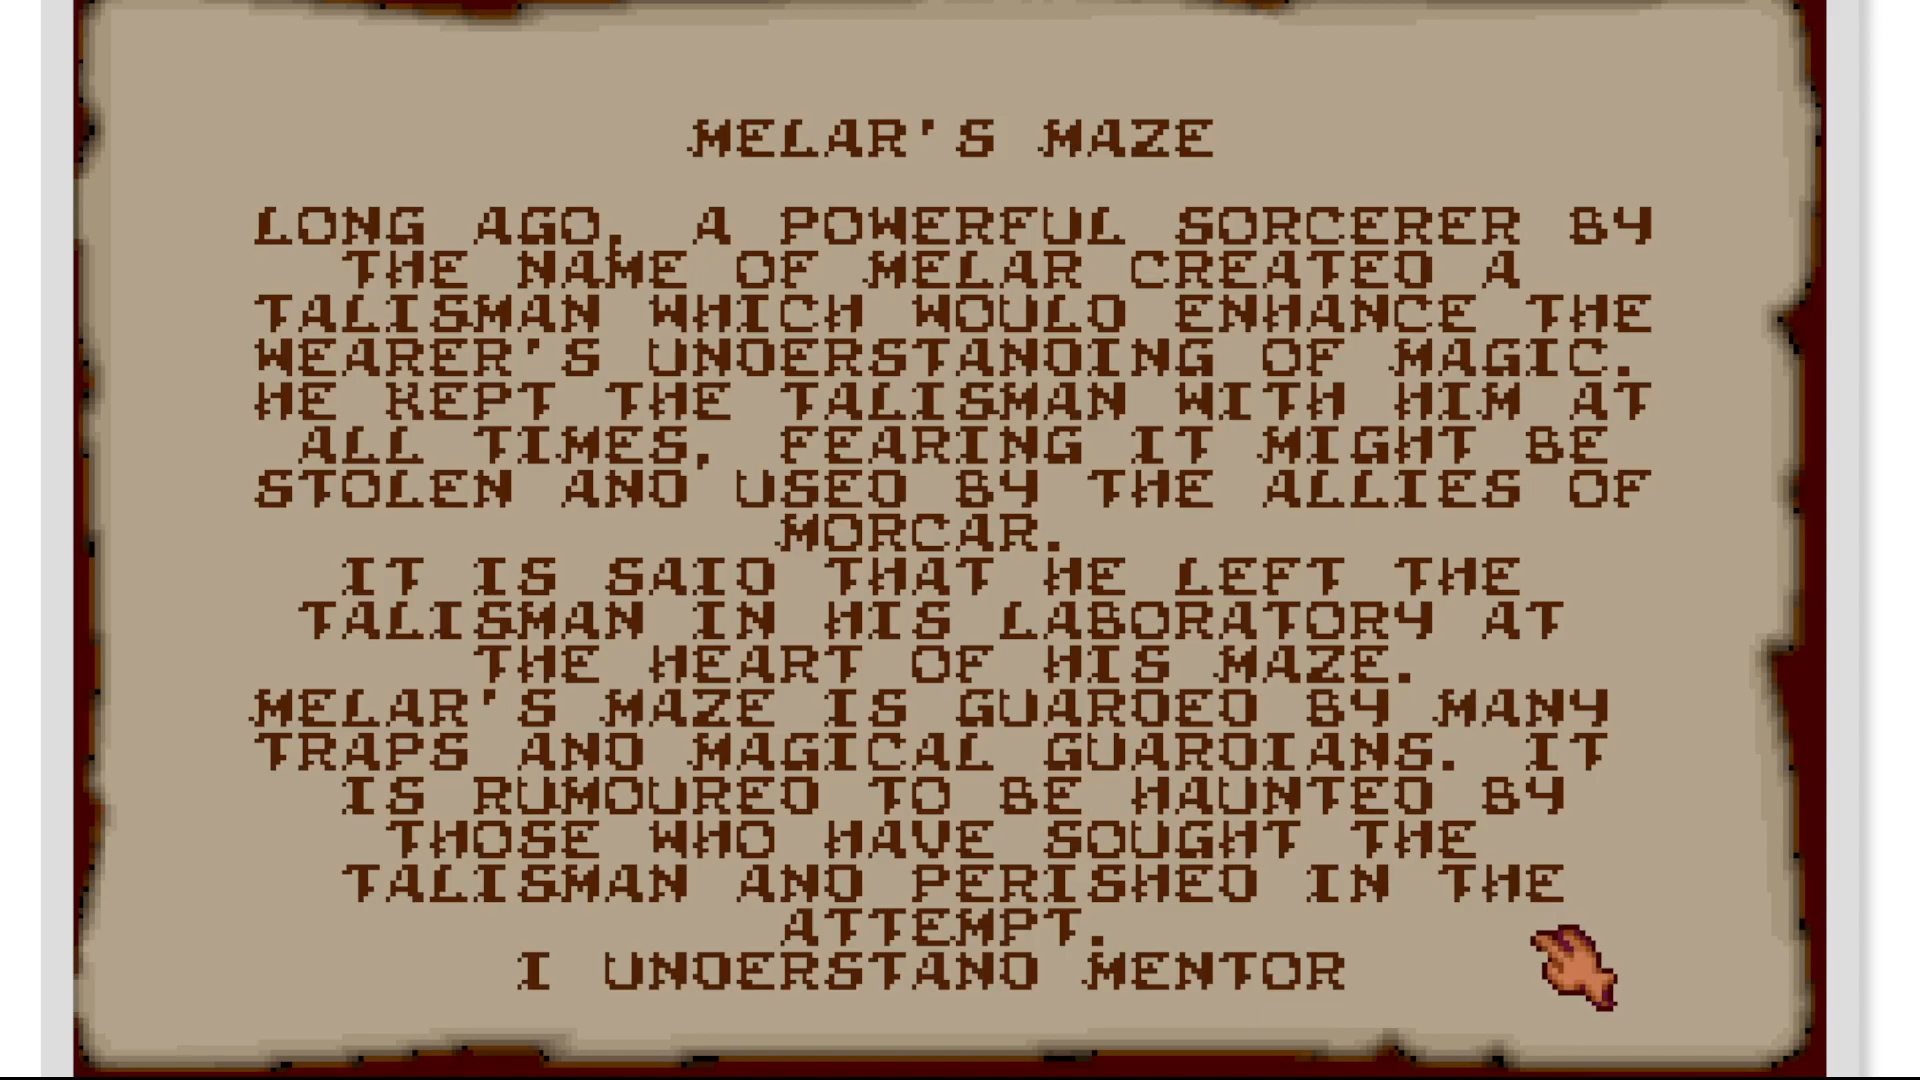 MELAR'S MAZE
LONG AGO, A POWERFUL SORCERER BY
THE NAME OF MELAR CREATED A
TALISMAN WHICH WOULD ENHANCE THE
WEARER'S UNDERSTANDING OF MAGIC.
HE KEPT THE TALISMAN WITH HIM AT
ALL TIMES, FEARING IT MIGHT BE
STOLEN AND USED BY THE ALLIES OF
MORCAR.
IT IS SAID THAT HE LEFT THE
TALISMAN IN HIS LABORATORY AT
THE HEART OF HIS MAZE.
MELAR'S MAZE IS GUARDED BY MANY
TRAPS AND MAGICAL GUARDIANS. IT
IS RUMOURED TO BE HAUNTED BY
THOSE WHO HAVE SOUGHT THE
TALISMAN AND PERISHED IN THE
ATTEMPT.
I UNDERSTAND MENTOR